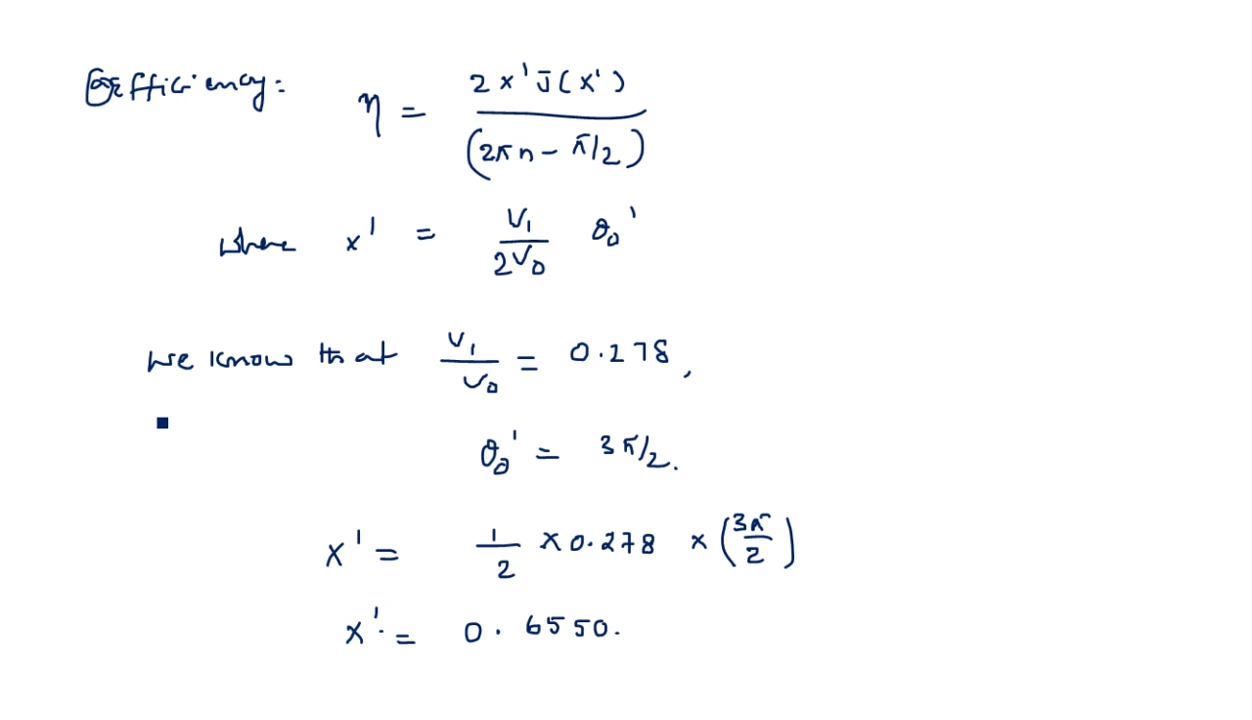 Efficiency: η = 2x'J(x') / (2πn - π/2)
where x' = V₁/2V₀ θ₀'
we know that V₁/V₀ = 0.278,
θ₀' = 3π/2.
x' = 1/2 × 0.278 × (3π/2)
x' = 0.6550.